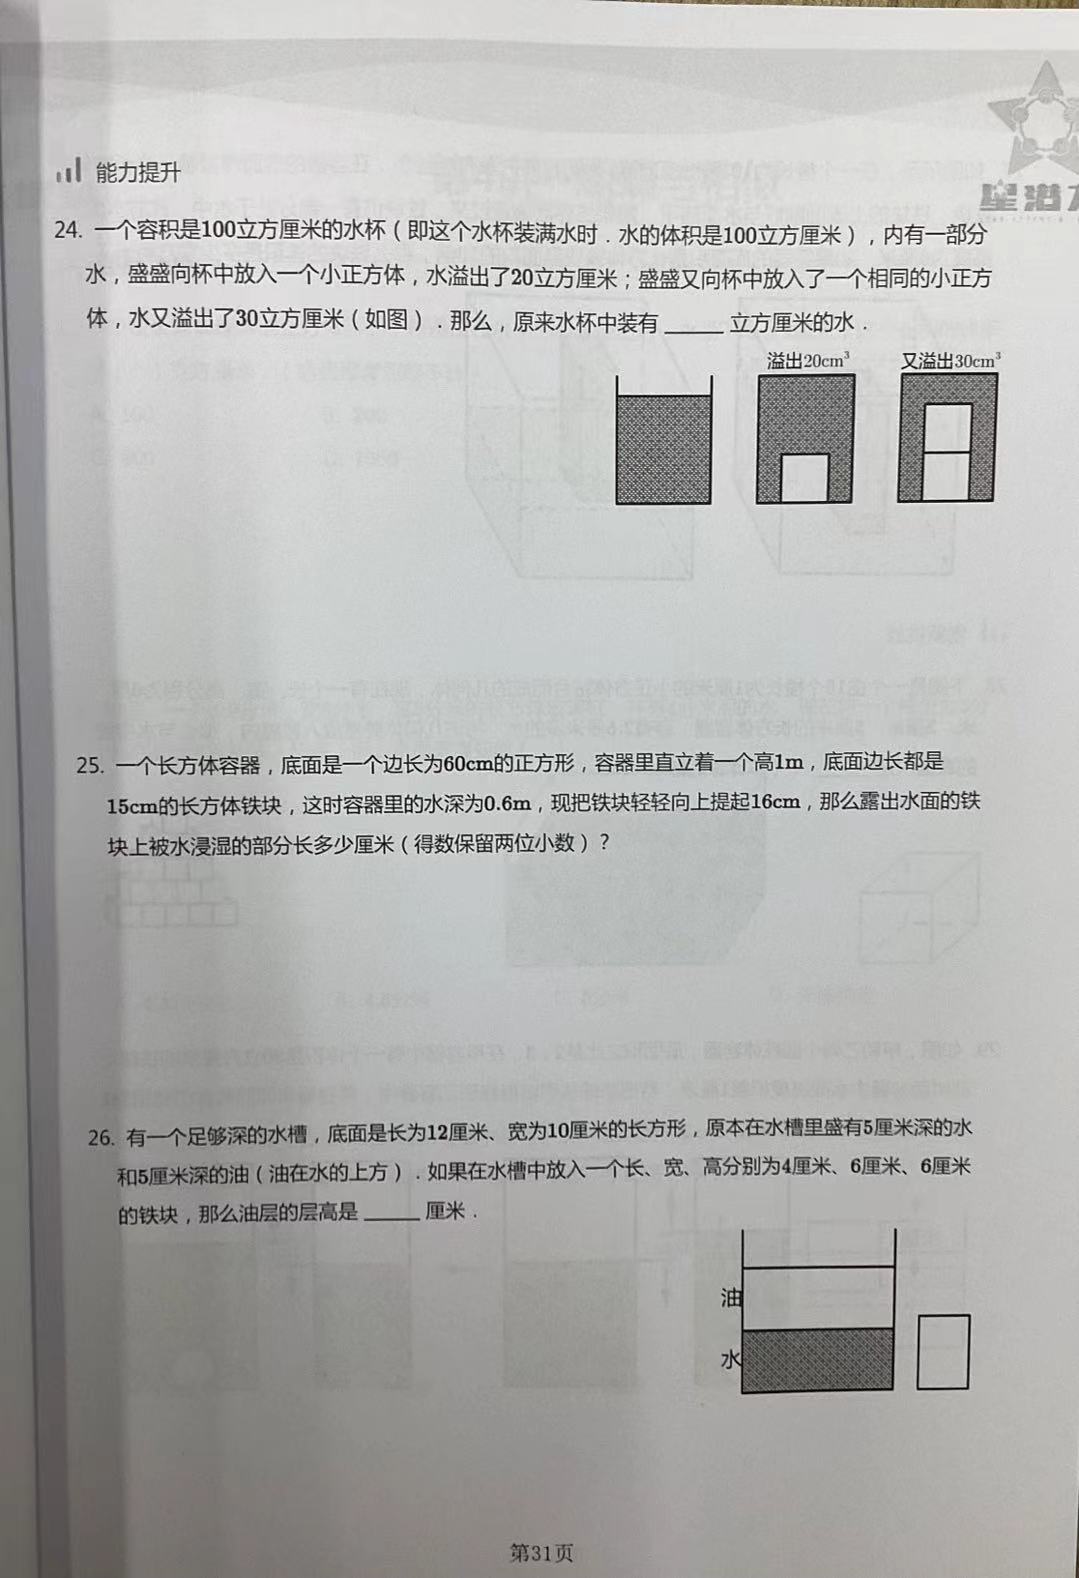 星潜
能力提升
24. 一个容积是100立方厘米的水杯（即这个水杯装满水时．水的体积是100立方厘米），内有一部分
水，盛盛向杯中放入一个小正方体，水溢出了20立方厘米；盛盛又向杯中放入了一个相同的小正方
体，水又溢出了30立方厘米（如图）．那么，原来水杯中装有 ______ 立方厘米的水．
溢出20cm³ 又溢出30cm³
25. 一个长方体容器，底面是一个边长为60cm的正方形，容器里直立着一个高1m，底面边长都是
15cm的长方体铁块，这时容器里的水深为0.6m，现把铁块轻轻向上提起16cm，那么露出水面的铁
块上被水浸湿的部分长多少厘米（得数保留两位小数）？
26. 有一个足够深的水槽，底面是长为12厘米、宽为10厘米的长方形，原本在水槽里盛有5厘米深的水
和5厘米深的油（油在水的上方）．如果在水槽中放入一个长、宽、高分别为4厘米、6厘米、6厘米
的铁块，那么油层的层高是 ______ 厘米．
油
水
第31页